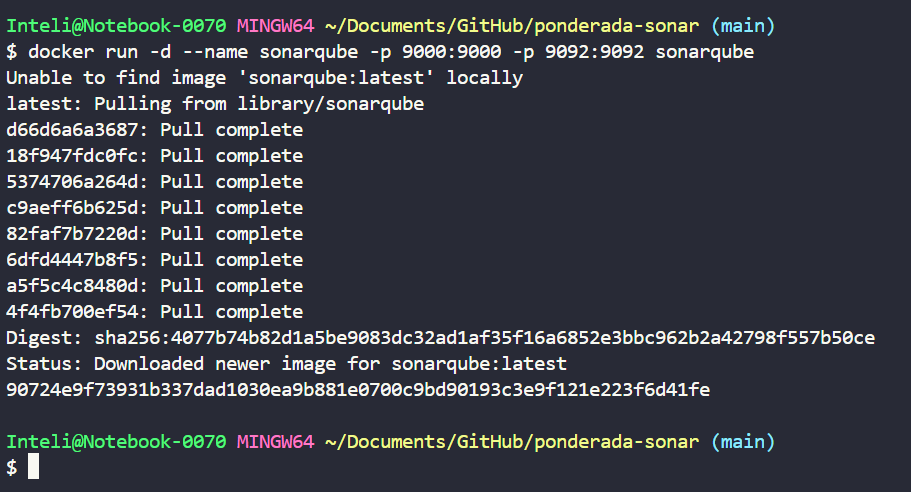 Inteli@Notebook-0070 MINGW64 ~/Documents/GitHub/ponderada-sonar (main)
$ docker run -d --name sonarqube -p 9000:9000 -p 9092:9092 sonarqube
Unable to find image 'sonarqube:latest' locally
latest: Pulling from library/sonarqube
d66d6a6a3687: Pull complete
18f947fdc0fc: Pull complete
5374706a264d: Pull complete
c9aeff6b625d: Pull complete
82faf7b7220d: Pull complete
6dfd4447b8f5: Pull complete
a5f5c4c8480d: Pull complete
4f4fb700ef54: Pull complete
Digest: sha256:4077b74b82d1a5be9083dc32ad1af35f16a6852e3bbc962b2a42798f557b50ce
Status: Downloaded newer image for sonarqube:latest
90724e9f73931b337dad1030ea9b881e0700c9bd90193c3e9f121e223f6d41fe
Inteli@Notebook-0070 MINGW64 ~/Documents/GitHub/ponderada-sonar (main)
$